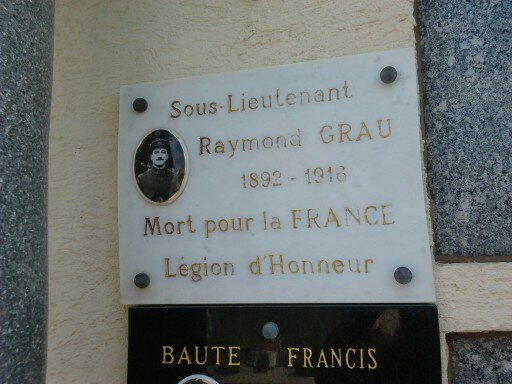 Sous-Lieutenant
Raymond GRAU
1892 - 1916
Mort pour la FRANCE
Légion d'Honneur
BAUTE FRANCIS